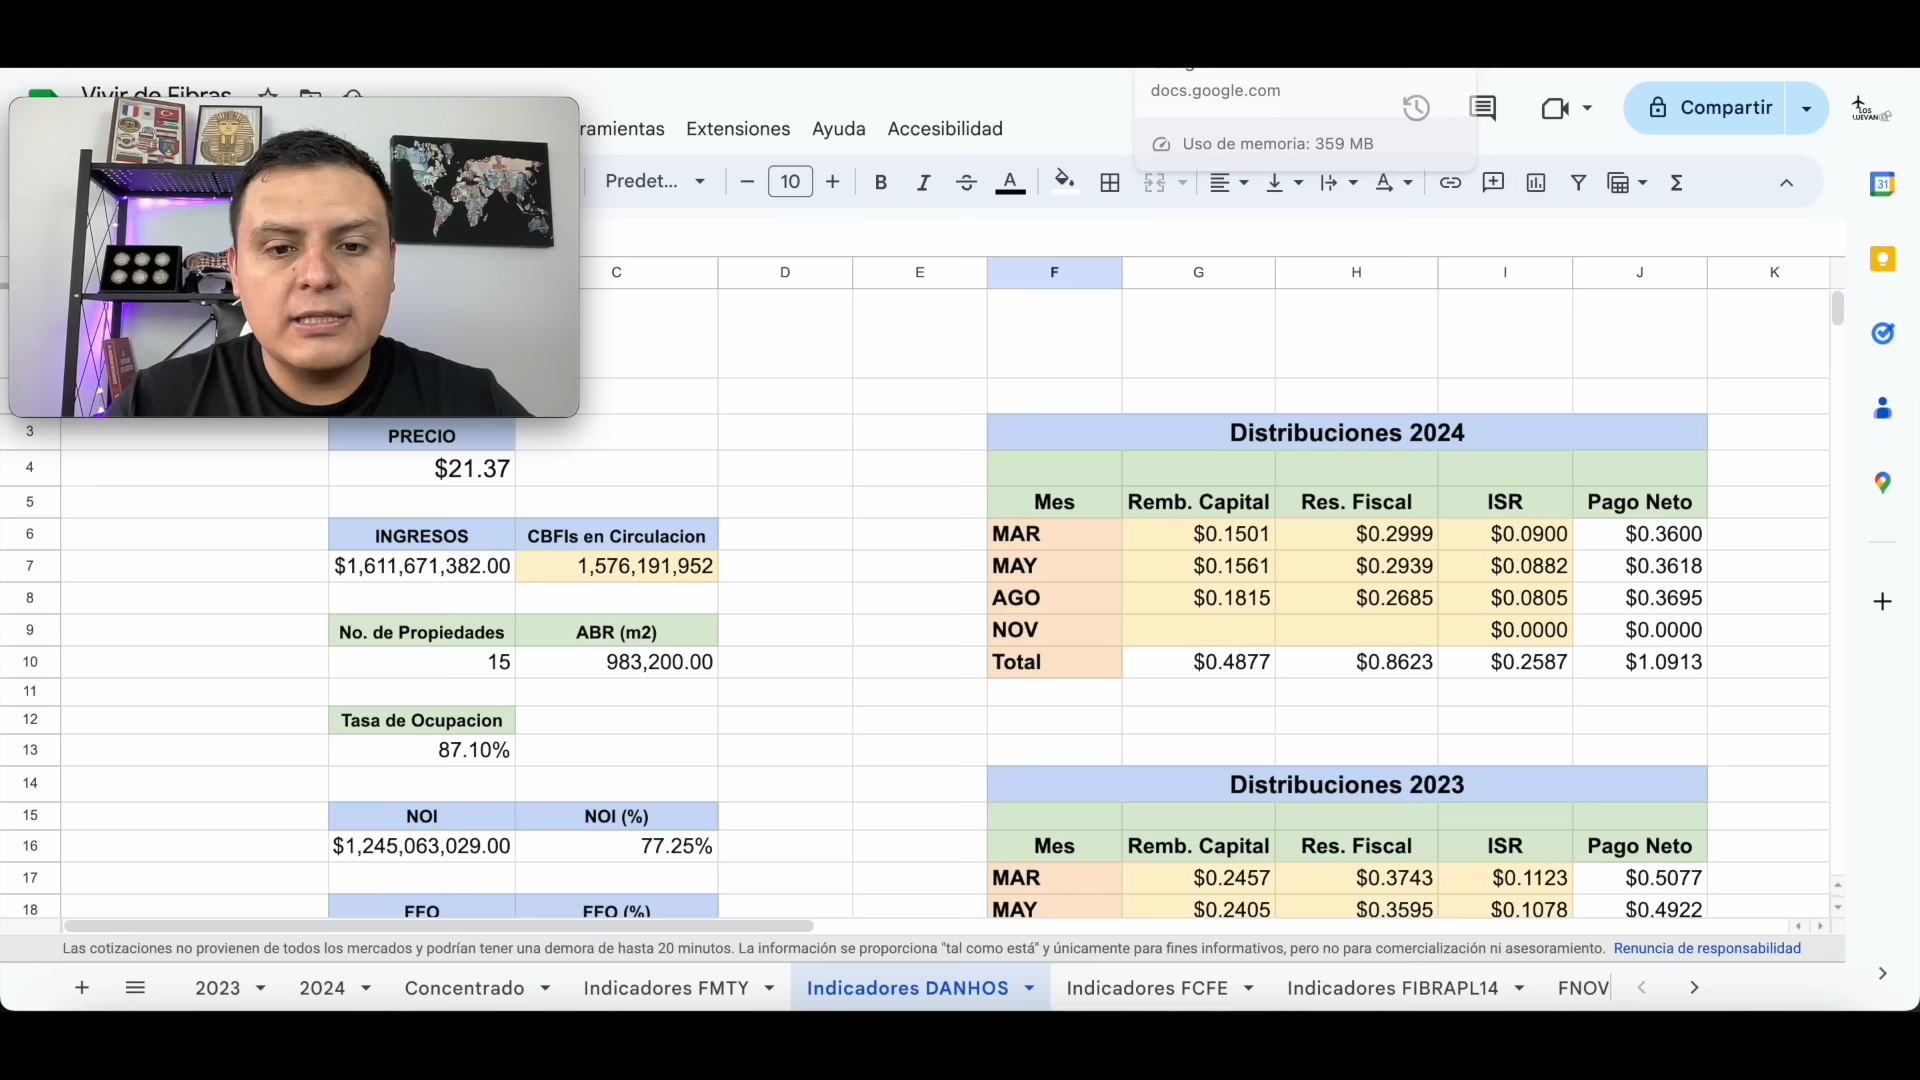 Vivir de Fibras
docs.google.com
Uso de memoria: 359 MB
ramientas Extensiones Ayuda Accesibilidad
Compartir
LOS
Predet... 10
31
C D E F G H I J K
3 PRECIO Distribuciones 2024
4 $21.37
5 Mes Remb. Capital Res. Fiscal ISR Pago Neto
6 INGRESOS CBFIs en Circulacion MAR $0.1501 $0.2999 $0.0900 $0.3600
7 $1,611,671,382.00 1,576,191,952 MAY $0.1561 $0.2939 $0.0882 $0.3618
8 AGO $0.1815 $0.2685 $0.0805 $0.3695
9 No. de Propiedades ABR (m2) NOV $0.0000 $0.0000
10 15 983,200.00 Total $0.4877 $0.8623 $0.2587 $1.0913
11
12 Tasa de Ocupacion
13 87.10%
14 Distribuciones 2023
15 NOI NOI (%)
16 $1,245,063,029.00 77.25% Mes Remb. Capital Res. Fiscal ISR Pago Neto
17 MAR $0.2457 $0.3743 $0.1123 $0.5077
18 FFO FFO (%) MAY $0.2405 $0.3595 $0.1078 $0.4922
Las cotizaciones no provienen de todos los mercados y podrían tener una demora de hasta 20 minutos. La información se proporciona "tal como está" y únicamente para fines informativos, pero no para comercialización ni asesoramiento. Renuncia de responsabilidad
2023 2024 Concentrado Indicadores FMTY Indicadores DANHOS Indicadores FCFE Indicadores FIBRAPL14 FNOV